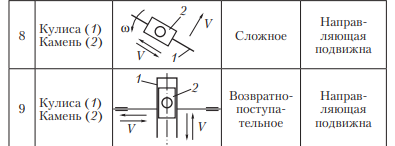 8
Кулиса (1)
Камень (2)
ω
2
V
V
1
Сложное
Направ-
ляющая
подвижна
9
Кулиса (1)
Камень (2)
1
2
V
V
Возвратно-
поступа-
тельное
Направ-
ляющая
подвижна